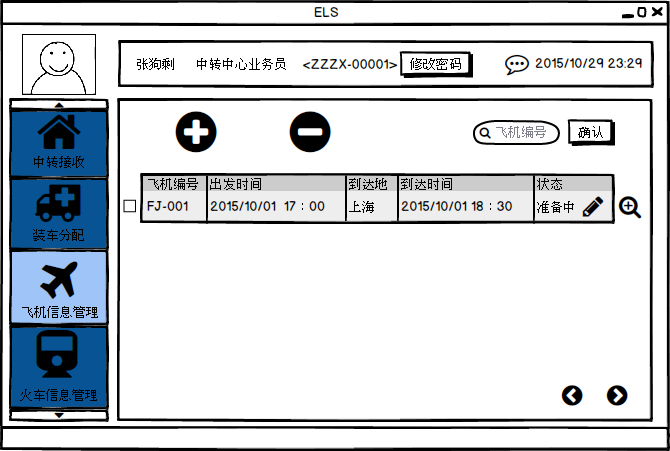 ELS
张狗剩 中转中心业务员 <ZZZX-00001> 修改密码 2015/10/29 23:29
中转接收
装车分配
飞机信息管理
火车信息管理
飞机编号 确认
飞机编号 出发时间 到达地 到达时间 状态
FJ-001 2015/10/01 17：00 上海 2015/10/01 18：30 准备中